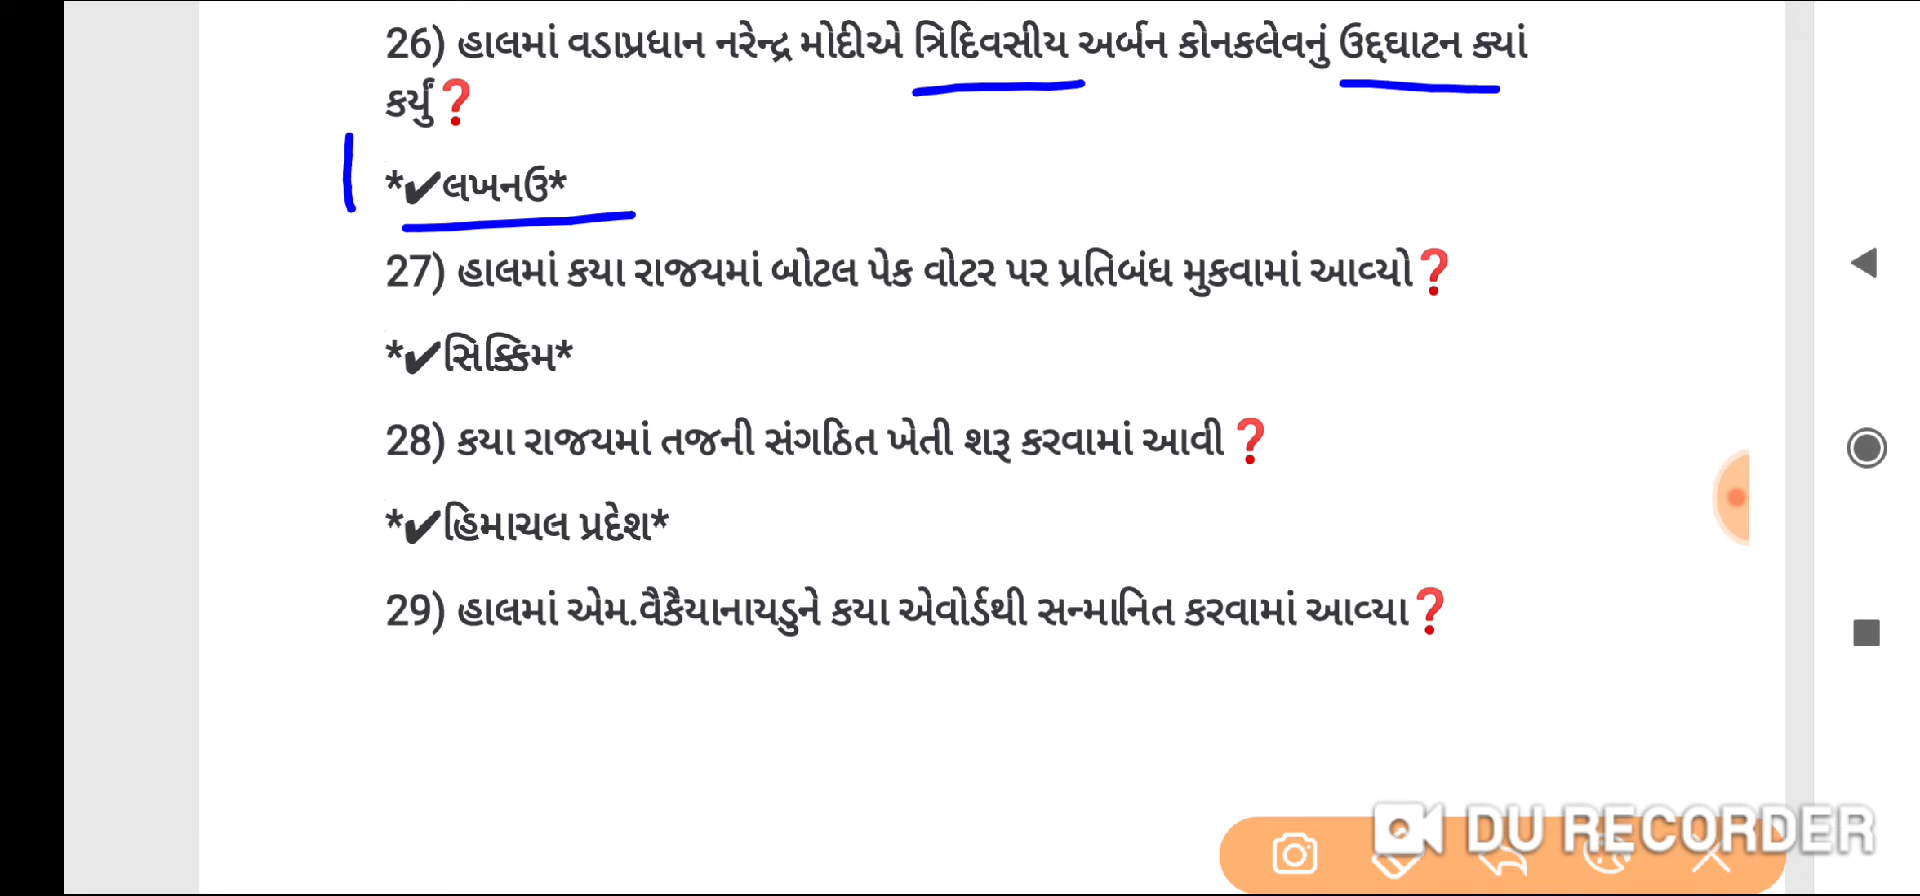 26) હાલમાં વડાપ્રધાન નરેન્દ્ર મોદીએ ત્રિદિવસીય અર્બન કોનકલેવનું ઉદ્દઘાટન ક્યાં
કર્યું❓
*✔લખનઉ*
27) હાલમાં કયા રાજ્યમાં બોટલ પેક વોટર પર પ્રતિબંધ મુકવામાં આવ્યો❓
*✔સિક્કિમ*
28) કયા રાજ્યમાં તજની સંગઠિત ખેતી શરૂ કરવામાં આવી❓
*✔હિમાચલ પ્રદેશ*
29) હાલમાં એમ.વૈકૈયાનાયડુને કયા એવોર્ડથી સન્માનિત કરવામાં આવ્યા❓
DU RECORDER